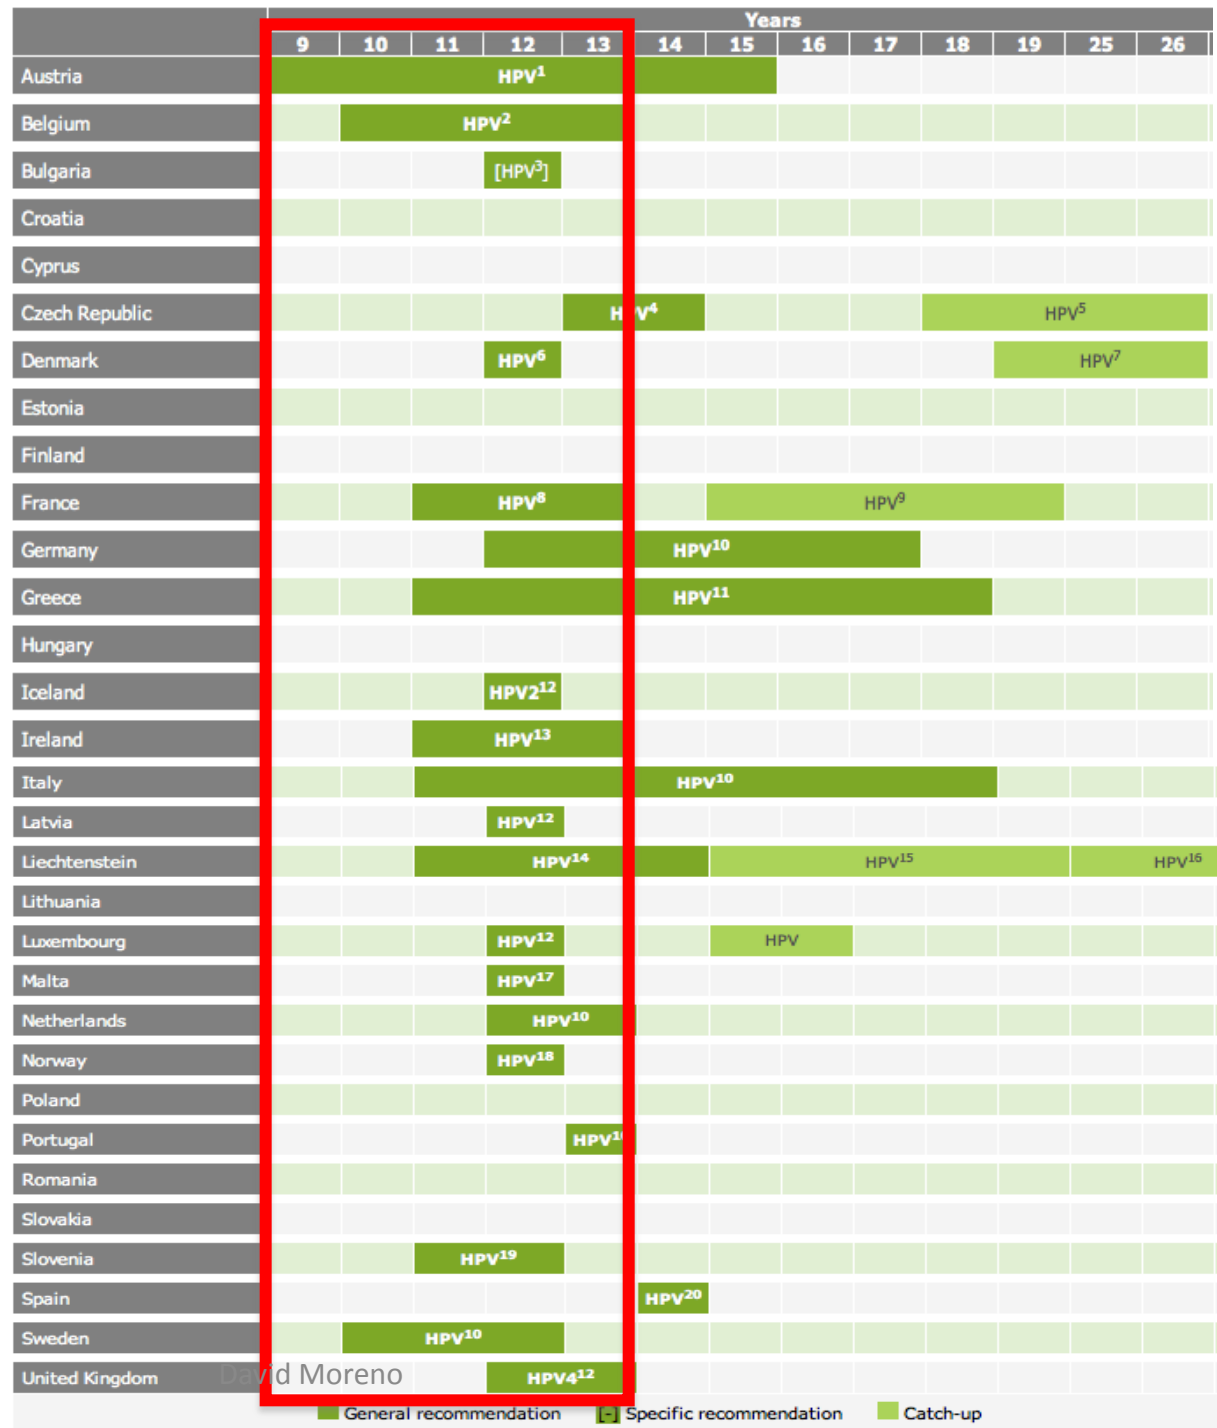 Years
9 10 11 12 13 14 15 16 17 18 19 25 26
Austria HPV¹
Belgium HPV²
Bulgaria [HPV³]
Croatia
Cyprus
Czech Republic HPV⁴ HPV⁵
Denmark HPV⁶ HPV⁷
Estonia
Finland
France HPV⁸ HPV⁹
Germany HPV¹⁰
Greece HPV¹¹
Hungary
Iceland HPV2¹²
Ireland HPV¹³
Italy HPV¹⁰
Latvia HPV¹²
Liechtenstein HPV¹⁴ HPV¹⁵ HPV¹⁶
Lithuania
Luxembourg HPV¹² HPV
Malta HPV¹⁷
Netherlands HPV¹⁰
Norway HPV¹⁸
Poland
Portugal
Romania
Slovakia
Slovenia HPV¹⁹
Spain HPV²⁰
Sweden HPV¹⁰
United Kingdom HPV4¹²
David Moreno
General recommendation [-] Specific recommendation Catch-up